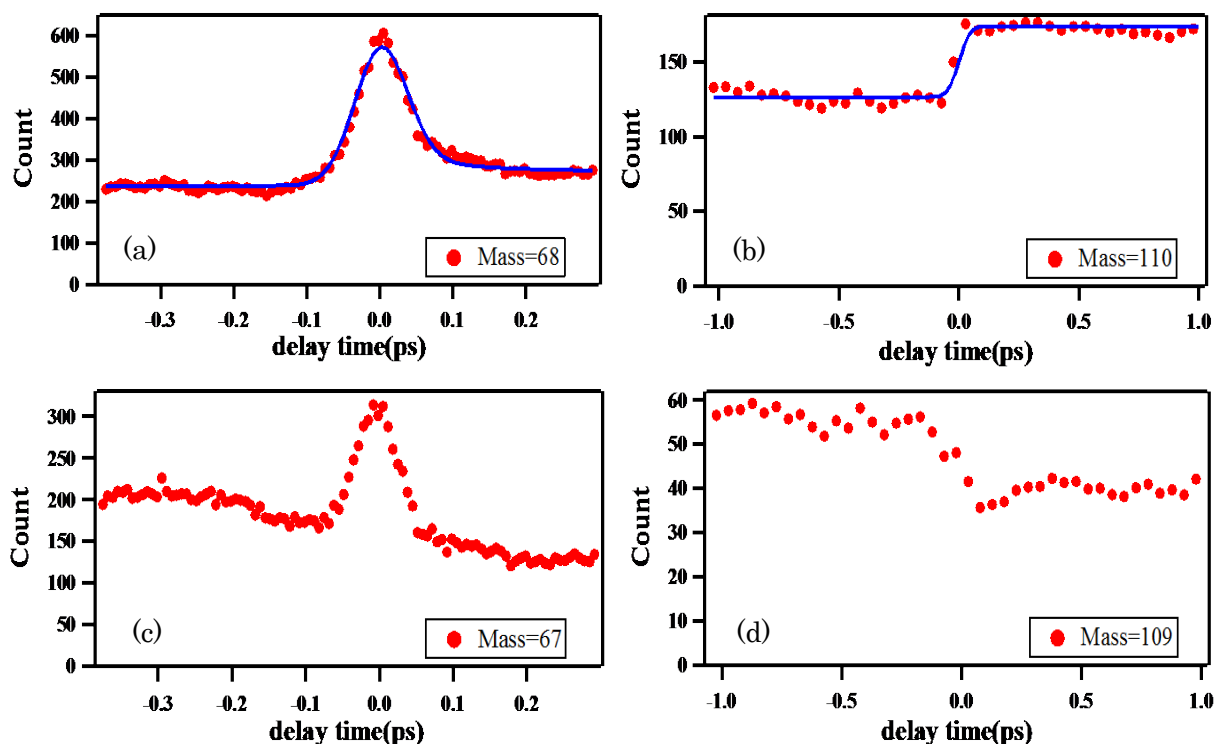 Count
600
500
400
300
200
100
0
(a)
Mass=68
-0.3 -0.2 -0.1 0.0 0.1 0.2
delay time(ps)
Count
150
100
50
0
(b)
Mass=110
-1.0 -0.5 0.0 0.5 1.0
delay time(ps)
Count
300
250
200
150
100
50
0
(c)
Mass=67
-0.3 -0.2 -0.1 0.0 0.1 0.2
delay time(ps)
Count
60
50
40
30
20
10
0
(d)
Mass=109
-1.0 -0.5 0.0 0.5 1.0
delay time(ps)